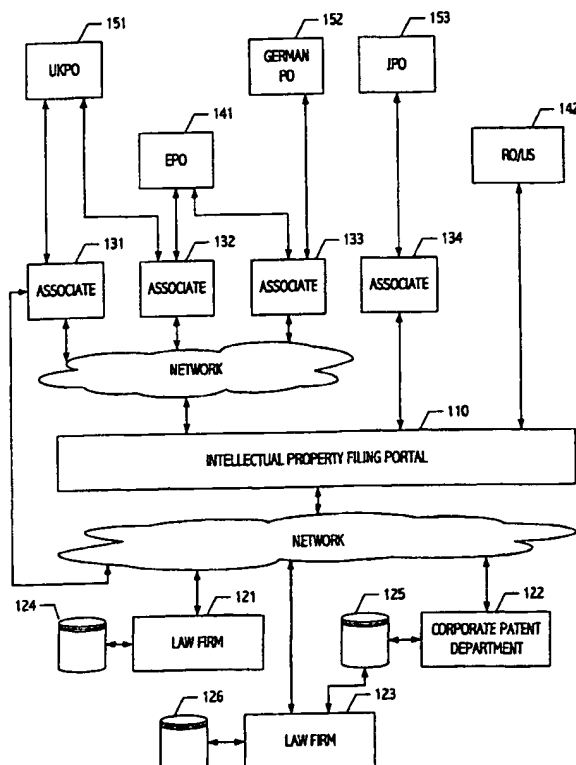 151
UKPO
152
GERMAN
PO
153
JPO
141
EPO
142
RO/US
131
ASSOCIATE
132
ASSOCIATE
133
ASSOCIATE
134
ASSOCIATE
NETWORK
110
INTELLECTUAL PROPERTY FILING PORTAL
NETWORK
124
121
LAW FIRM
125
122
CORPORATE PATENT
DEPARTMENT
126
123
LAW FIRM